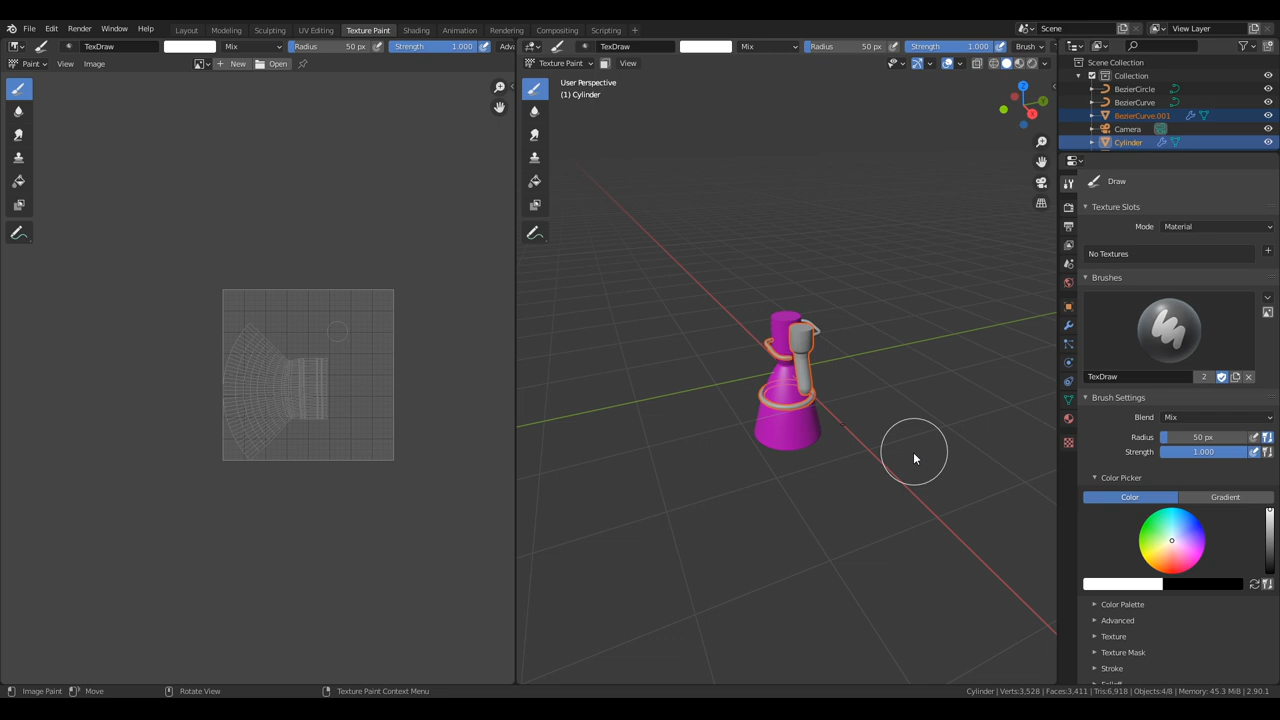 File Edit Render Window Help Layout Modeling Sculpting UV Editing Texture Paint Shading Animation Rendering Compositing Scripting + Scene View Layer
TexDraw Mix Radius 50 px Strength 1.000 Adv TexDraw Mix Radius 50 px Strength 1.000 Brush
Paint View Image New Open Texture Paint View
User Perspective
(1) Cylinder
Scene Collection
Collection
BezierCircle
BezierCurve
BezierCurve.001
Camera
Cylinder
Draw
Texture Slots
Mode Material
No Textures
Brushes
TexDraw 2
Brush Settings
Blend Mix
Radius 50 px
Strength 1.000
Color Picker
Color Gradient
Color Palette
Advanced
Texture
Texture Mask
Stroke
Image Paint Move Rotate View Texture Paint Context Menu Cylinder | Verts:3,528 | Faces:3,411 | Tris:6,918 | Objects:4/8 | Memory: 45.3 MiB | 2.90.1